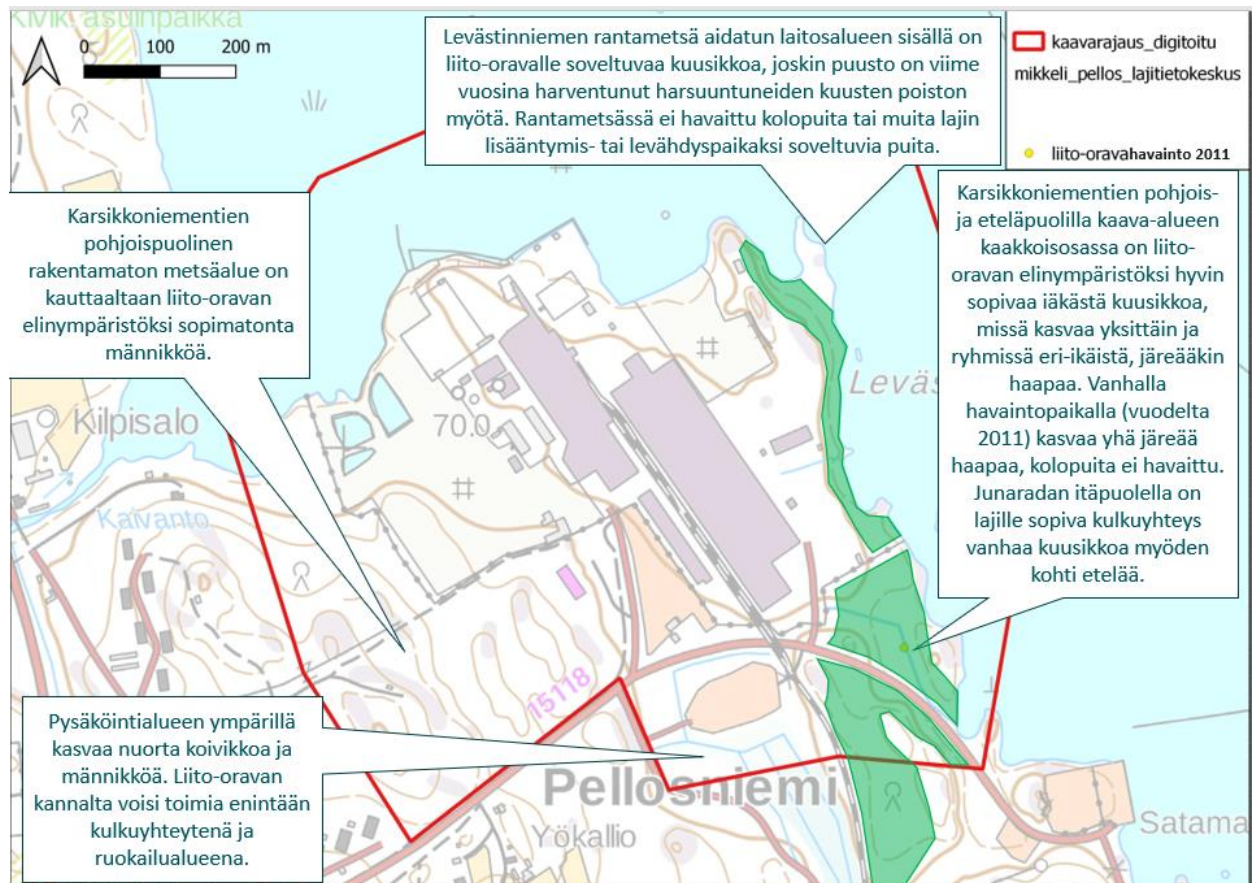 Kivik. asuinpaikka
0 100 200 m
Levästinniemen rantametsä aidatun laitosalueen sisällä on
liito-oravalle soveltuvaa kuusikkoa, joskin puusto on viime
vuosina harventunut harsuuntuneiden kuusten poiston
myötä. Rantametsässä ei havaittu kolopuita tai muita lajin
lisääntymis- tai levähdyspaikaksi soveltuvia puita.
kaavarajaus_digitoitu
mikkeli_pellos_lajitietokeskus
liito-oravahavainto 2011
Karsikkoniementien
pohjoispuolinen
rakentamaton metsäalue on
kauttaaltaan liito-oravan
elinympäristöksi sopimatonta
männikköä.
Karsikkoniementien pohjois-
ja eteläpuolilla kaava-alueen
kaakkoisosassa on liito-
oravan elinympäristöksi hyvin
sopivaa iäkästä kuusikkoa,
missä kasvaa yksittäin ja
ryhmissä eri-ikäistä, järeääkin
haapaa. Vanhalla
havaintopaikalla (vuodelta
2011) kasvaa yhä järeää
haapaa, kolopuita ei havaittu.
Junaradan itäpuolella on
lajille sopiva kulkuyhteys
vanhaa kuusikkoa myöden
kohti etelää.
Leväs
Kilpisalo
70.0
Kaivanto
15118
Pysäköintialueen ympärillä
kasvaa nuorta koivikkoa ja
männikköä. Liito-oravan
kannalta voisi toimia enintään
kulkuyhteytenä ja
ruokailualueena.
Pellosniemi
Yökallio
Satama